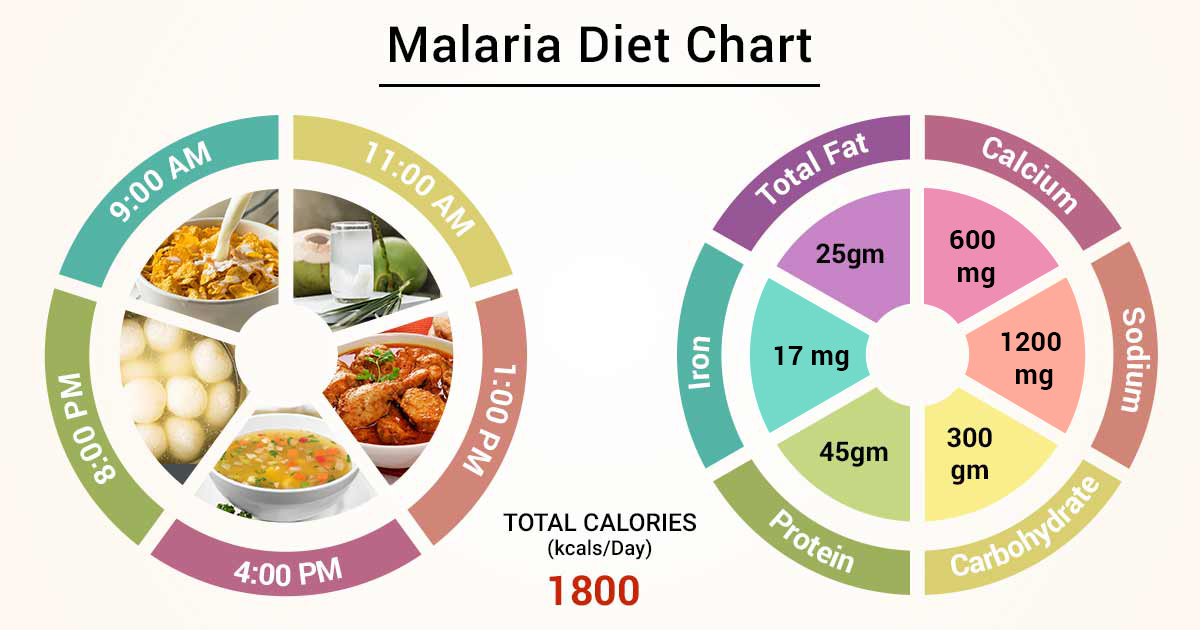 Malaria Diet Chart
9:00 AM
11:00 AM
1:00 PM
4:00 PM
8:00 PM
TOTAL CALORIES
(kcals/Day)
1800
Total Fat
25gm
Calcium
600
mg
Sodium
1200
mg
Carbohydrate
300
gm
Protein
45gm
Iron
17 mg